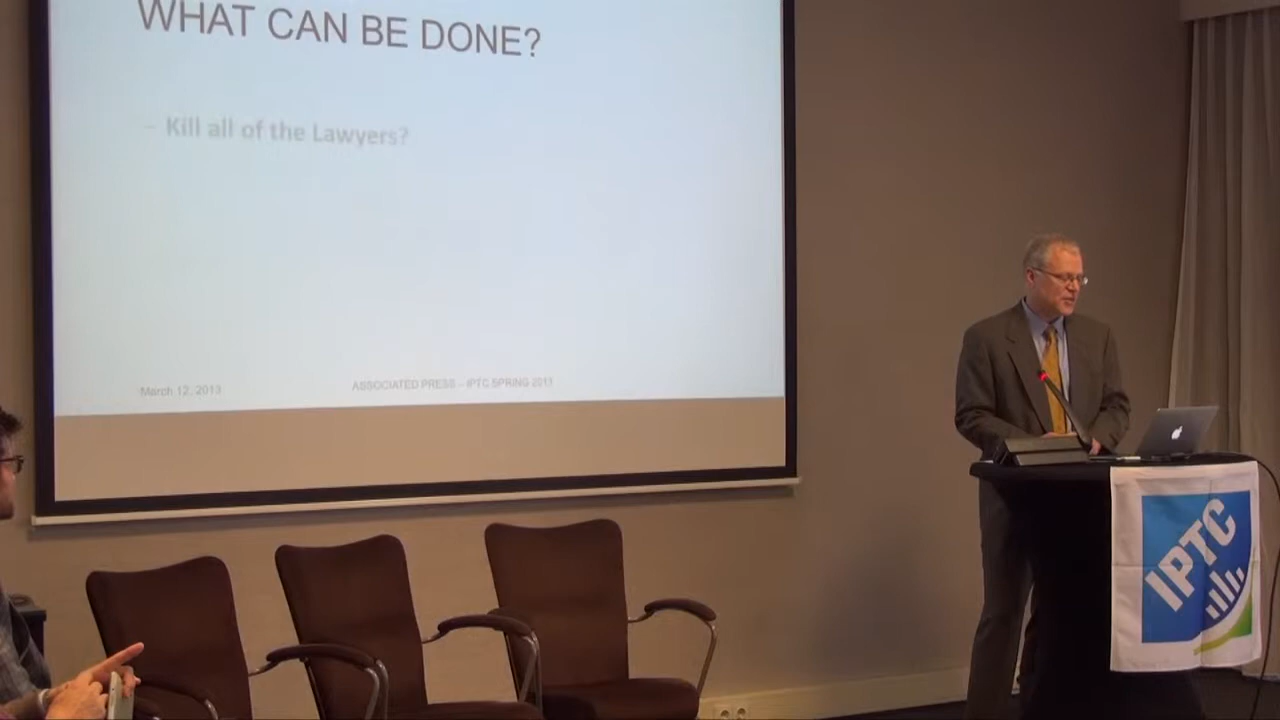 WHAT CAN BE DONE?
– Kill all of the Lawyers?
March 12, 2013
ASSOCIATED PRESS – IPTC SPRING 2013
IPTC